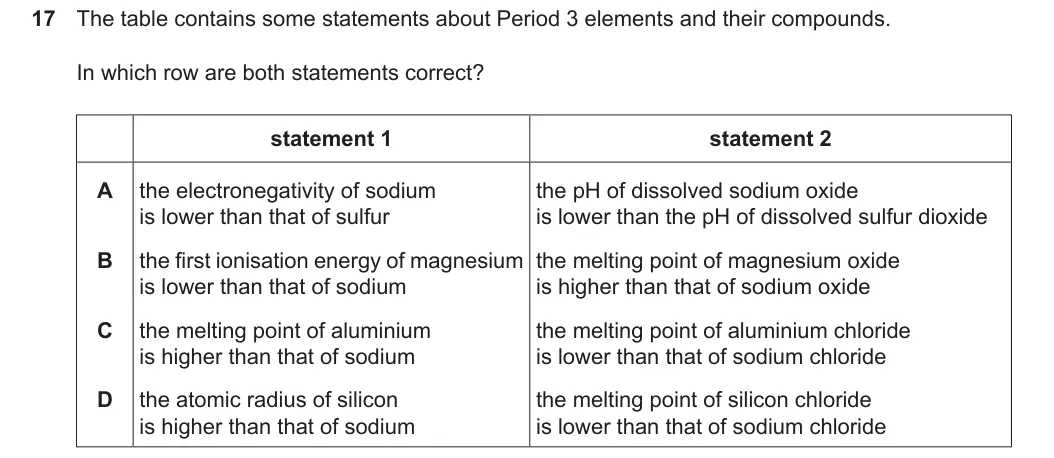 17 The table contains some statements about Period 3 elements and their compounds.
In which row are both statements correct?
statement 1 statement 2
A the electronegativity of sodium the pH of dissolved sodium oxide
is lower than that of sulfur is lower than the pH of dissolved sulfur dioxide
B the first ionisation energy of magnesium the melting point of magnesium oxide
is lower than that of sodium is higher than that of sodium oxide
C the melting point of aluminium the melting point of aluminium chloride
is higher than that of sodium is lower than that of sodium chloride
D the atomic radius of silicon the melting point of silicon chloride
is higher than that of sodium is lower than that of sodium chloride